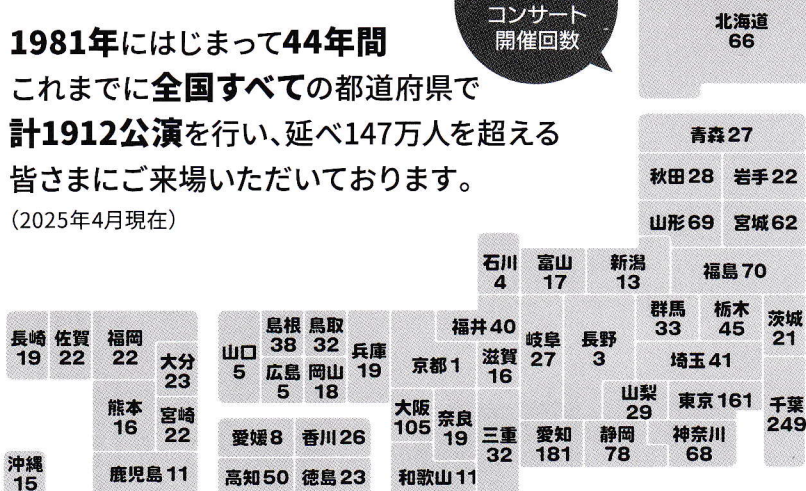 1981年にはじまって44年間
これまでに全国すべての都道府県で
計1912公演を行い、延べ147万人を超える
皆さまにご来場いただいております。
（2025年4月現在）
コンサート
開催回数
北海道
66
青森27
秋田28
岩手22
山形69
宮城62
石川
4
富山
17
新潟
13
福島70
群馬
33
栃木
45
茨城
21
福井40
岐阜
27
長野
3
埼玉41
長崎
19
佐賀
22
福岡
22
大分
23
山口
5
島根
38
鳥取
32
兵庫
19
京都1
滋賀
16
広島
5
岡山
18
山梨
29
東京161
千葉
249
熊本
16
宮崎
22
大阪
105
奈良
19
三重
32
愛知
181
静岡
78
神奈川
68
愛媛8
香川26
高知50
徳島23
和歌山11
沖縄
15
鹿児島11